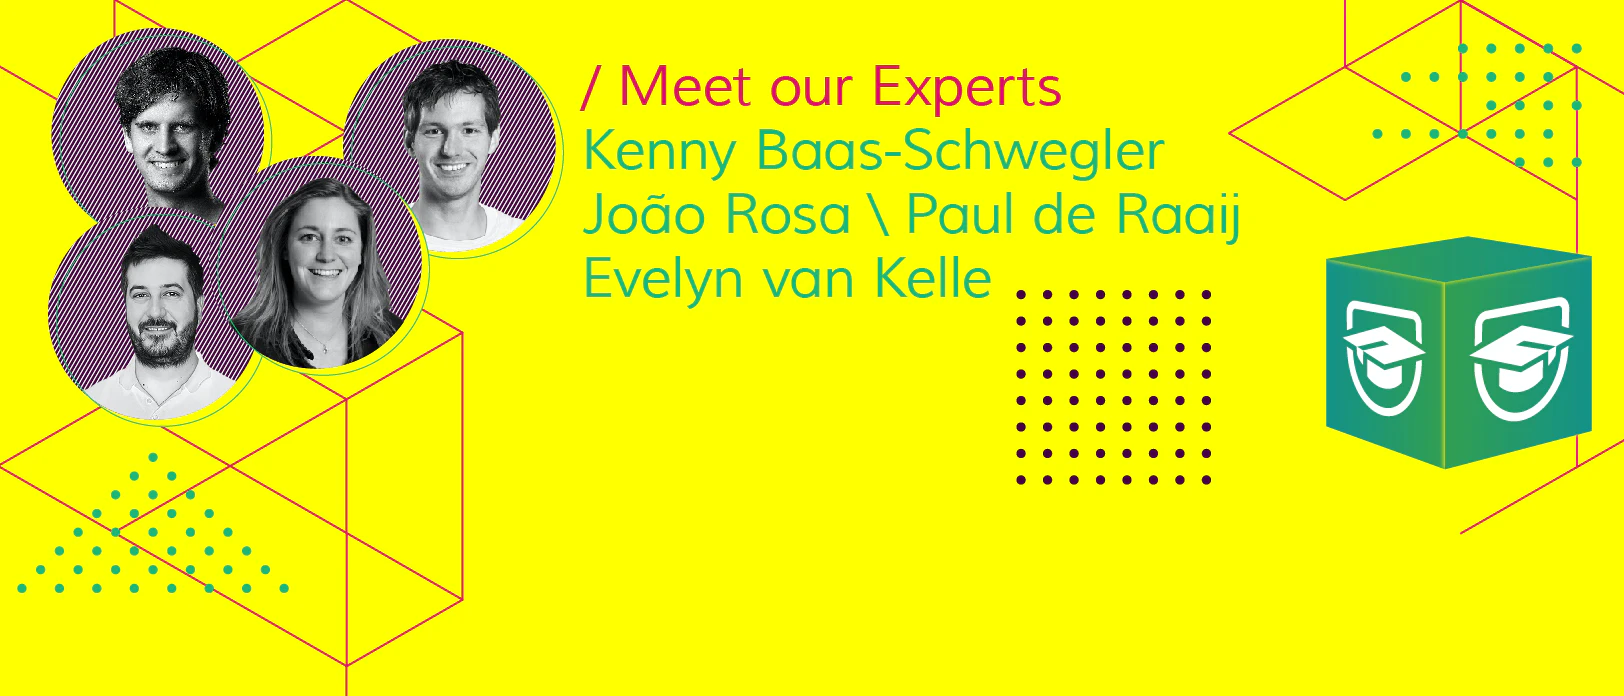 / Meet our Experts
Kenny Baas-Schwegler
João Rosa \ Paul de Raaij
Evelyn van Kelle